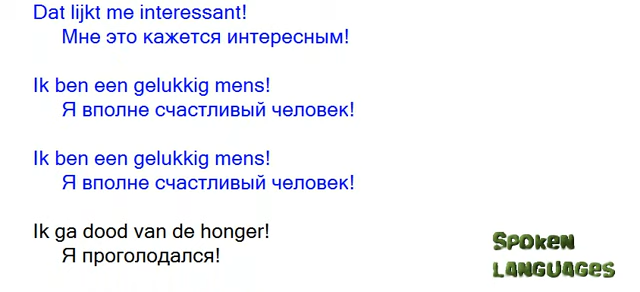 Dat lijkt me interessant!
Мне это кажется интересным!
Ik ben een gelukkig mens!
Я вполне счастливый человек!
Ik ben een gelukkig mens!
Я вполне счастливый человек!
Ik ga dood van de honger!
Я проголодался!
Spoken
Languages